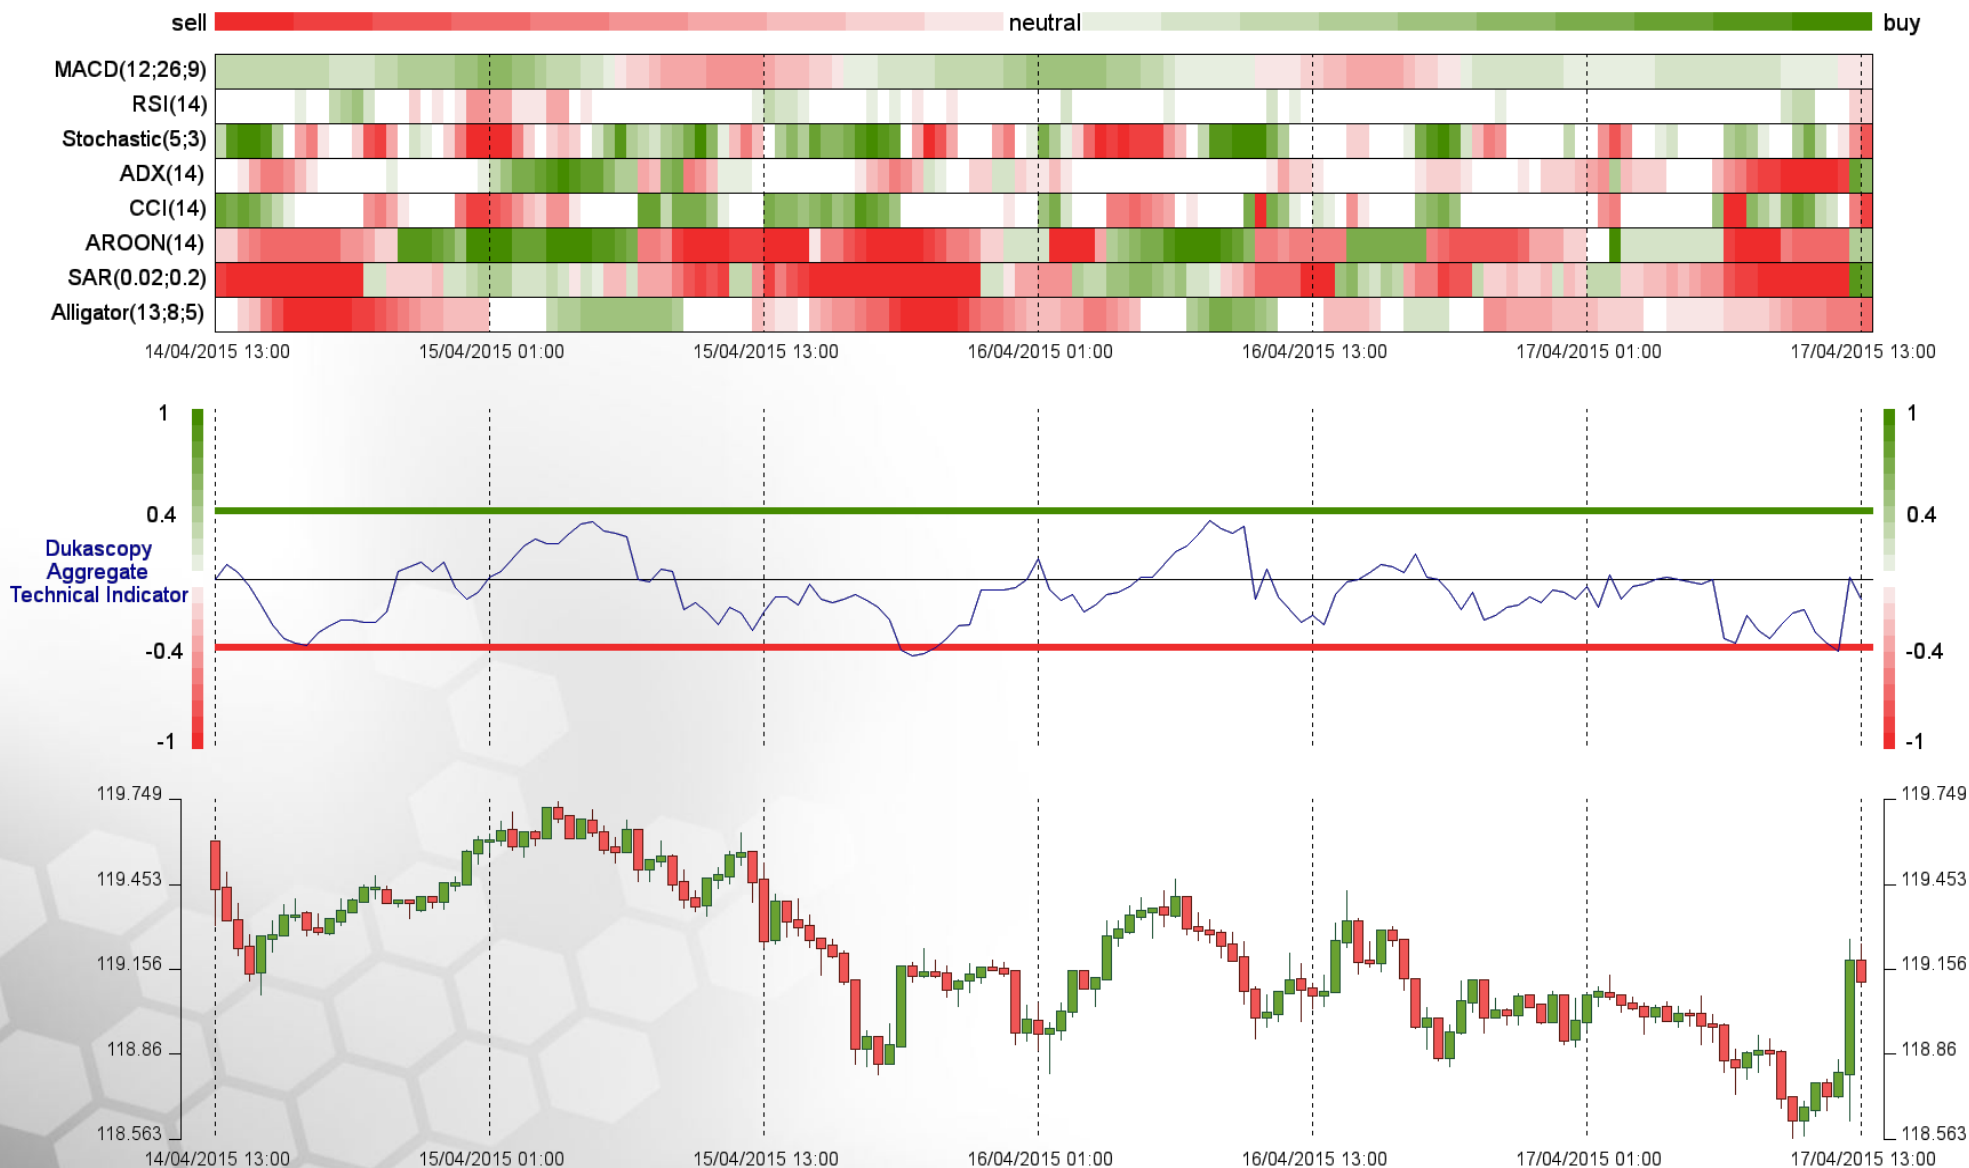 sell neutral buy
MACD(12;26;9)
RSI(14)
Stochastic(5;3)
ADX(14)
CCI(14)
AROON(14)
SAR(0.02;0.2)
Alligator(13;8;5)
14/04/2015 13:00 15/04/2015 01:00 15/04/2015 13:00 16/04/2015 01:00 16/04/2015 13:00 17/04/2015 01:00 17/04/2015 13:00
1 1
0.4 0.4
Dukascopy
Aggregate
Technical Indicator
-0.4 -0.4
-1 -1
119.749 119.749
119.453 119.453
119.156 119.156
118.86 118.86
118.563 118.563
14/04/2015 13:00 15/04/2015 01:00 15/04/2015 13:00 16/04/2015 01:00 16/04/2015 13:00 17/04/2015 01:00 17/04/2015 13:00